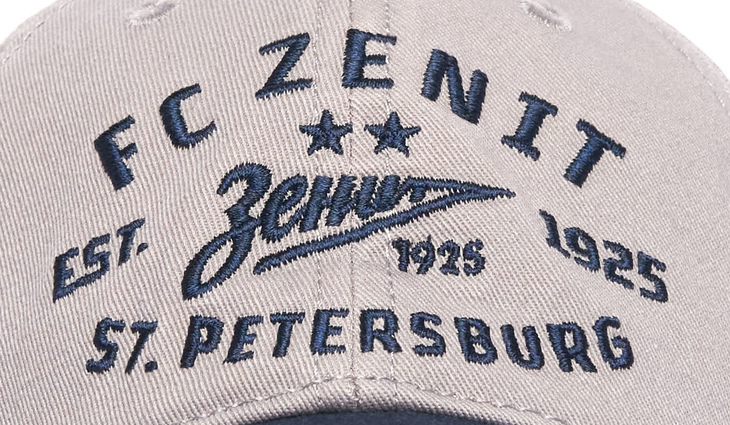 FC ZENIT
Зенит
EST. 1925
1925
ST. PETERSBURG